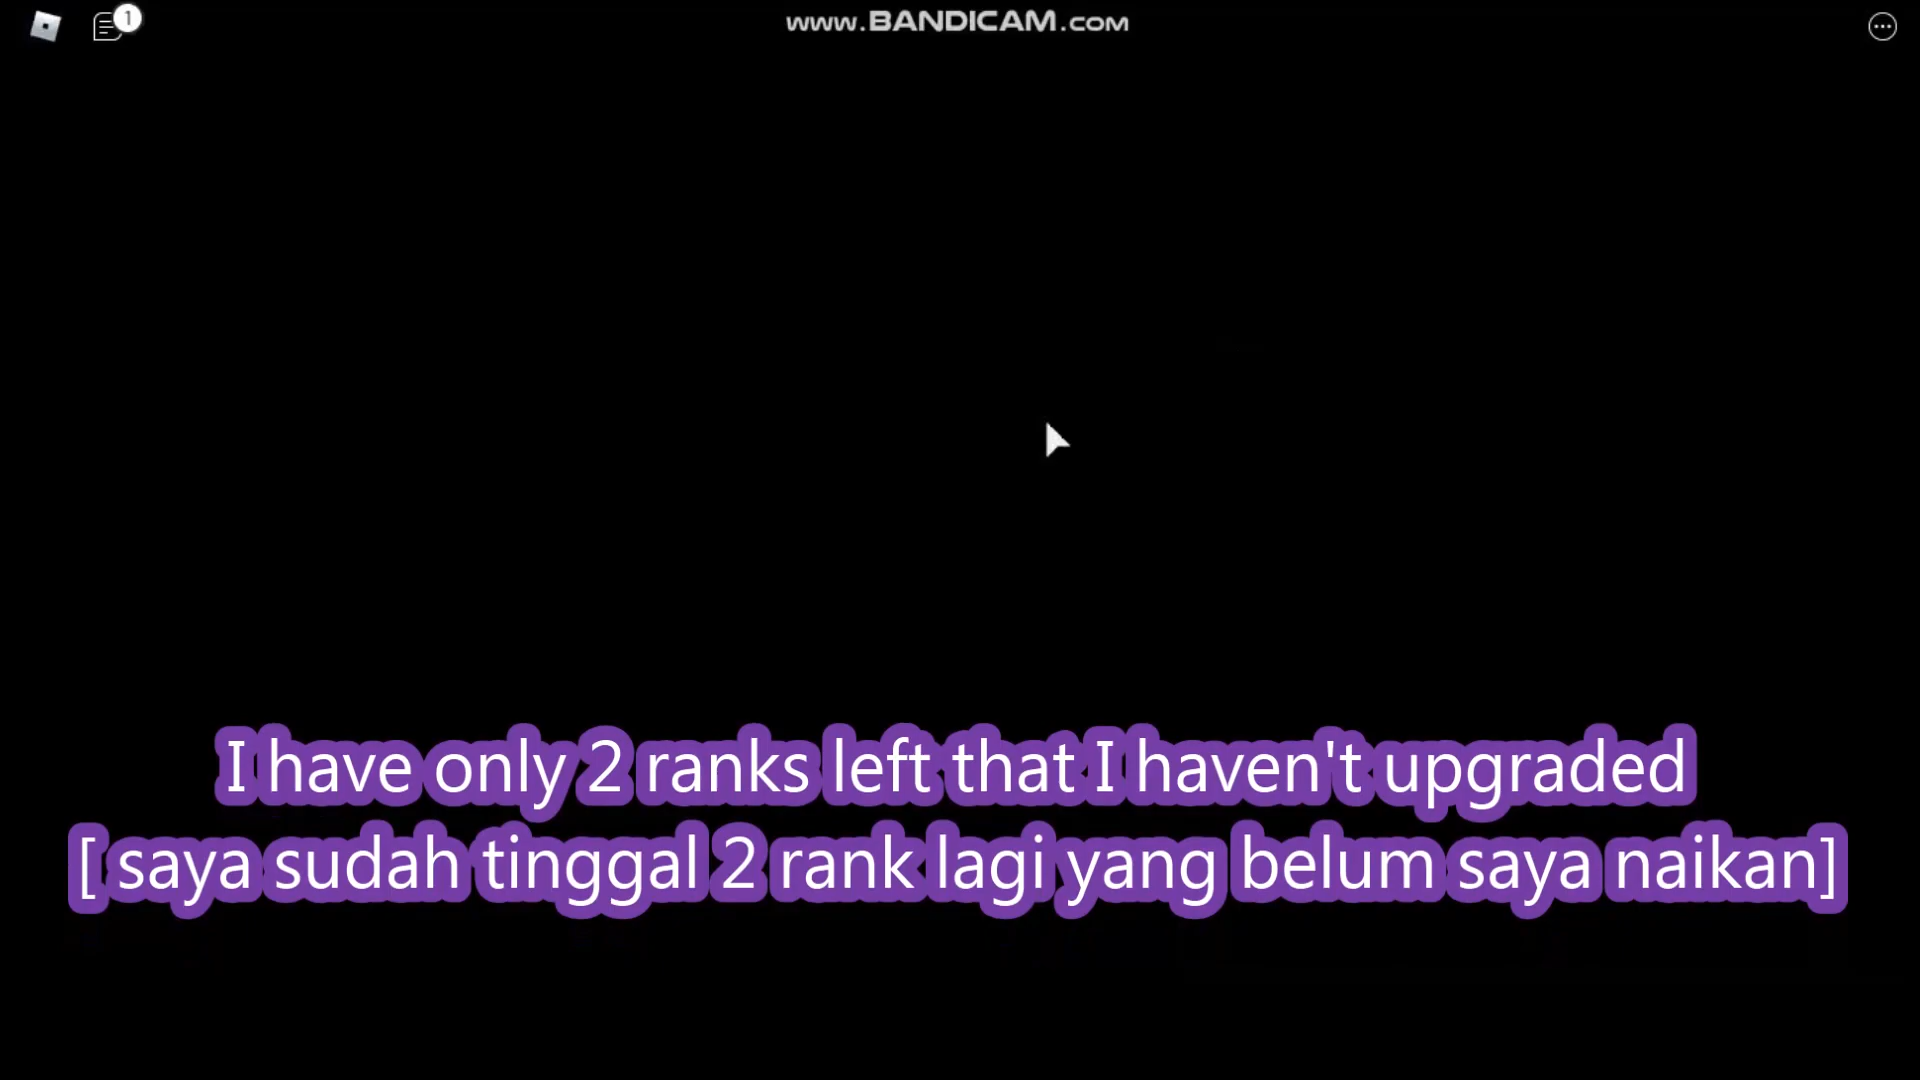 1
www.BANDICAM.com
I have only 2 ranks left that I haven't upgraded
[ saya sudah tinggal 2 rank lagi yang belum saya naikan]